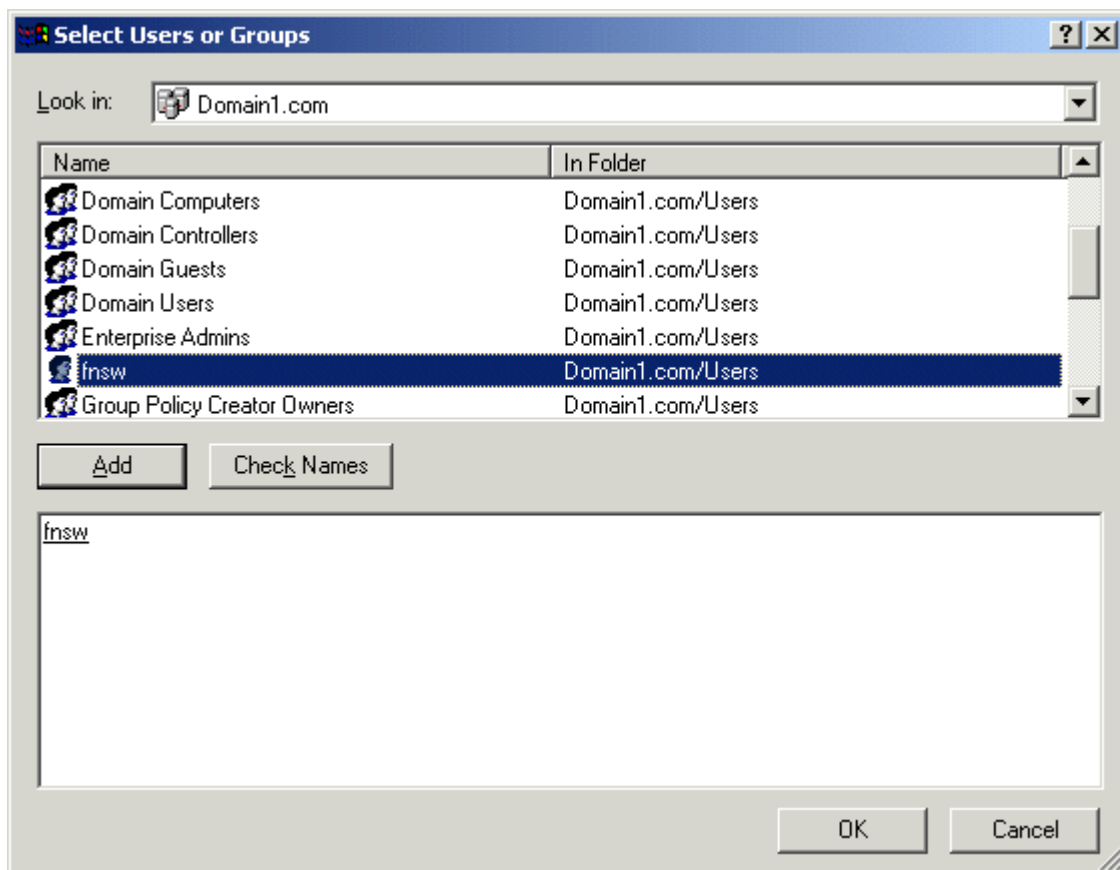 Select Users or Groups
Look in: Domain1.com
Name In Folder
Domain Computers Domain1.com/Users
Domain Controllers Domain1.com/Users
Domain Guests Domain1.com/Users
Domain Users Domain1.com/Users
Enterprise Admins Domain1.com/Users
fnsw Domain1.com/Users
Group Policy Creator Owners Domain1.com/Users
Add Check Names
fnsw
OK Cancel